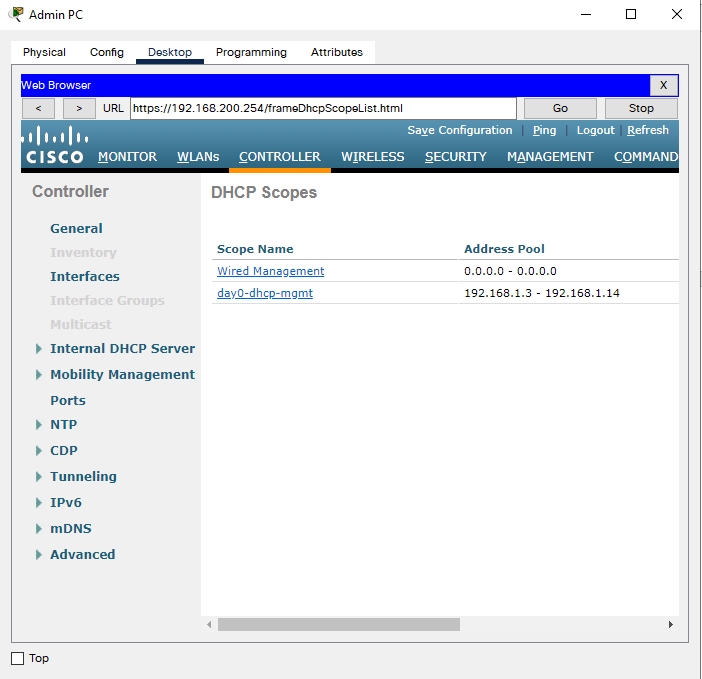 Admin PC
Physical Config Desktop Programming Attributes
Web Browser X
< > URL https://192.168.200.254/frameDhcpScopeList.html Go Stop
Save Configuration | Ping | Logout | Refresh
CISCO MONITOR WLANs CONTROLLER WIRELESS SECURITY MANAGEMENT COMMAND
Controller
General
Inventory
Interfaces
Interface Groups
Multicast
Internal DHCP Server
Mobility Management
Ports
NTP
CDP
Tunneling
IPv6
mDNS
Advanced
DHCP Scopes
Scope Name Address Pool
Wired Management 0.0.0.0 - 0.0.0.0
day0-dhcp-mgmt 192.168.1.3 - 192.168.1.14
Top